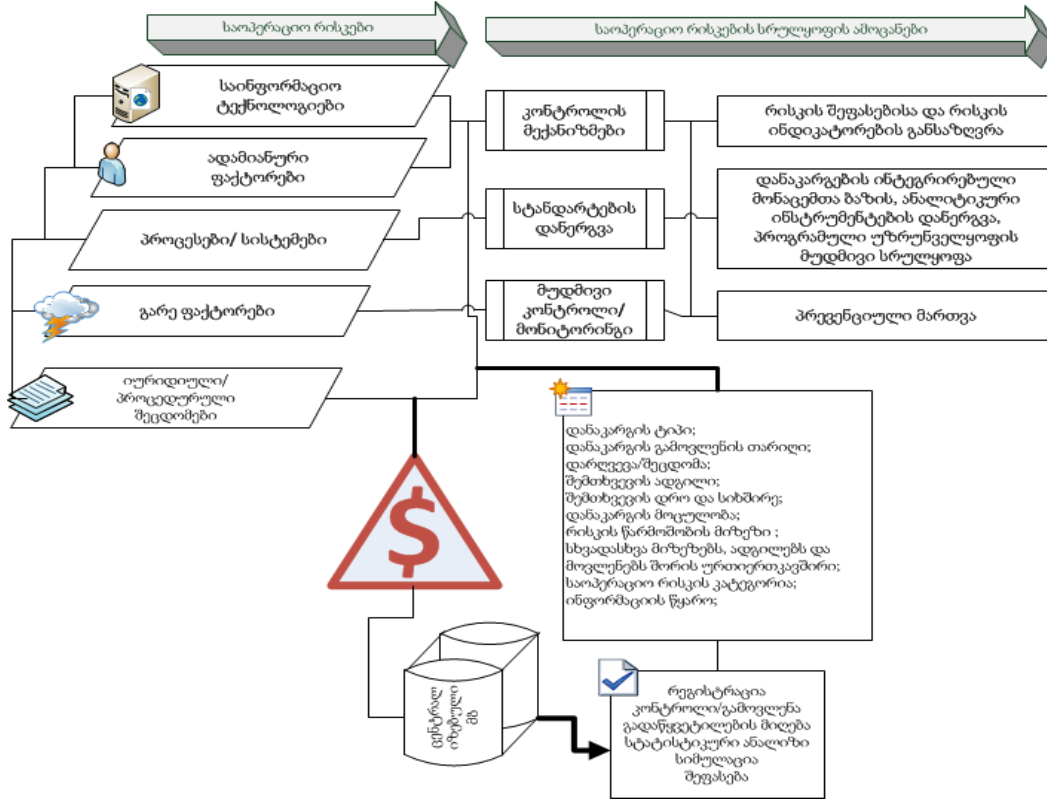 საოპერაციო რისკები
საოპერაციო რისკების სრულყოფის ამოცანები
საინფორმაციო
ტექნოლოგიები
ადამიანური
ფაქტორები
პროცესები/ სისტემები
გარე ფაქტორები
იურიდიული/
პროცედურული
შეცდომები
კონტროლის
მექანიზმები
სტანდარტების
დანერგვა
მუდმივი
კონტროლი/
მონიტორინგი
რისკის შეფასებისა და რისკის
ინდიკატორების განსაზღვრა
დანაკარგების ინტეგრირებული
მონაცემთა ბაზის, ანალიტიკური
ინსტრუმენტების დანერგვა,
პროგრამული უზრუნველყოფის
მუდმივი სრულყოფა
პრევენციული მართვა
დანაკარგის ტიპი;
დანაკარგის გამოვლენის თარიღი;
დარღვევა/შეცდომა;
შემთხვევის ადგილი;
შემთხვევის დრო და სიხშირე;
დანაკარგის მოცულობა;
რისკის წარმოშობის მიზეზი ;
სხვადასხვა მიზეზებს, ადგილებს და
მოვლენებს შორის ურთიერთკავშირი;
საოპერაციო რისკის კატეგორია;
ინფორმაციის წყარო;
$
ცენტრალ
იზებული
მბ
რეგისტრაცია
კონტროლი/გამოვლენა
გადაწყვეტილების მიღება
სტატისტიკური ანალიზი
სიმულაცია
შეფასება